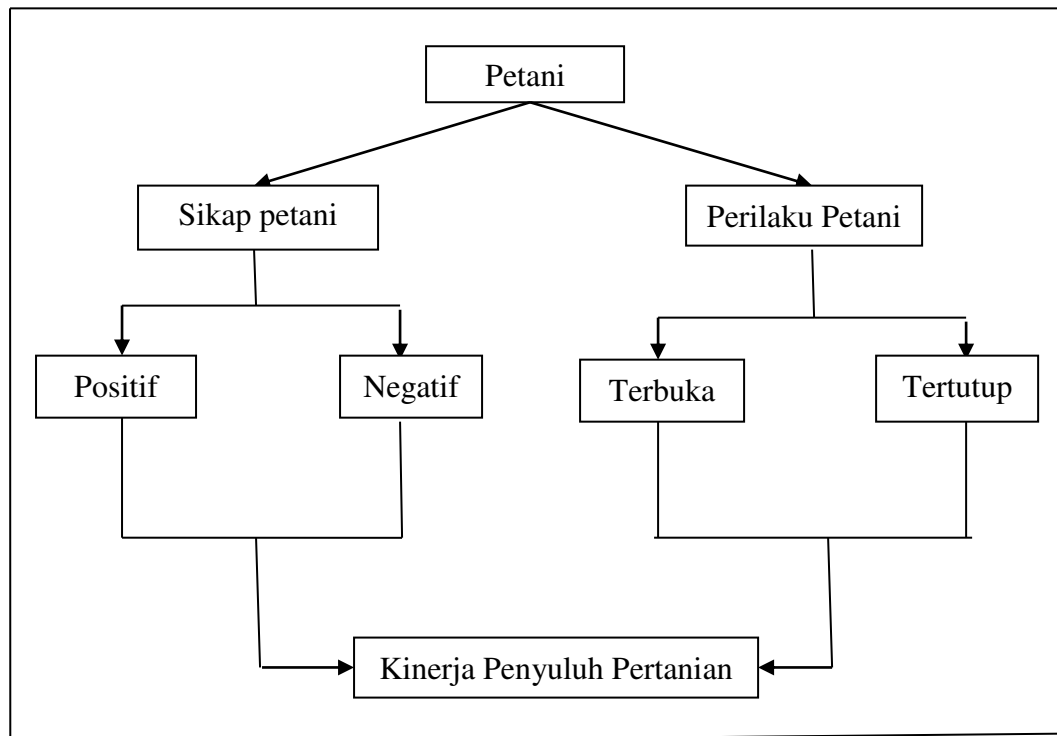 Petani
Sikap petani
Perilaku Petani
Positif
Negatif
Terbuka
Tertutup
Kinerja Penyuluh Pertanian